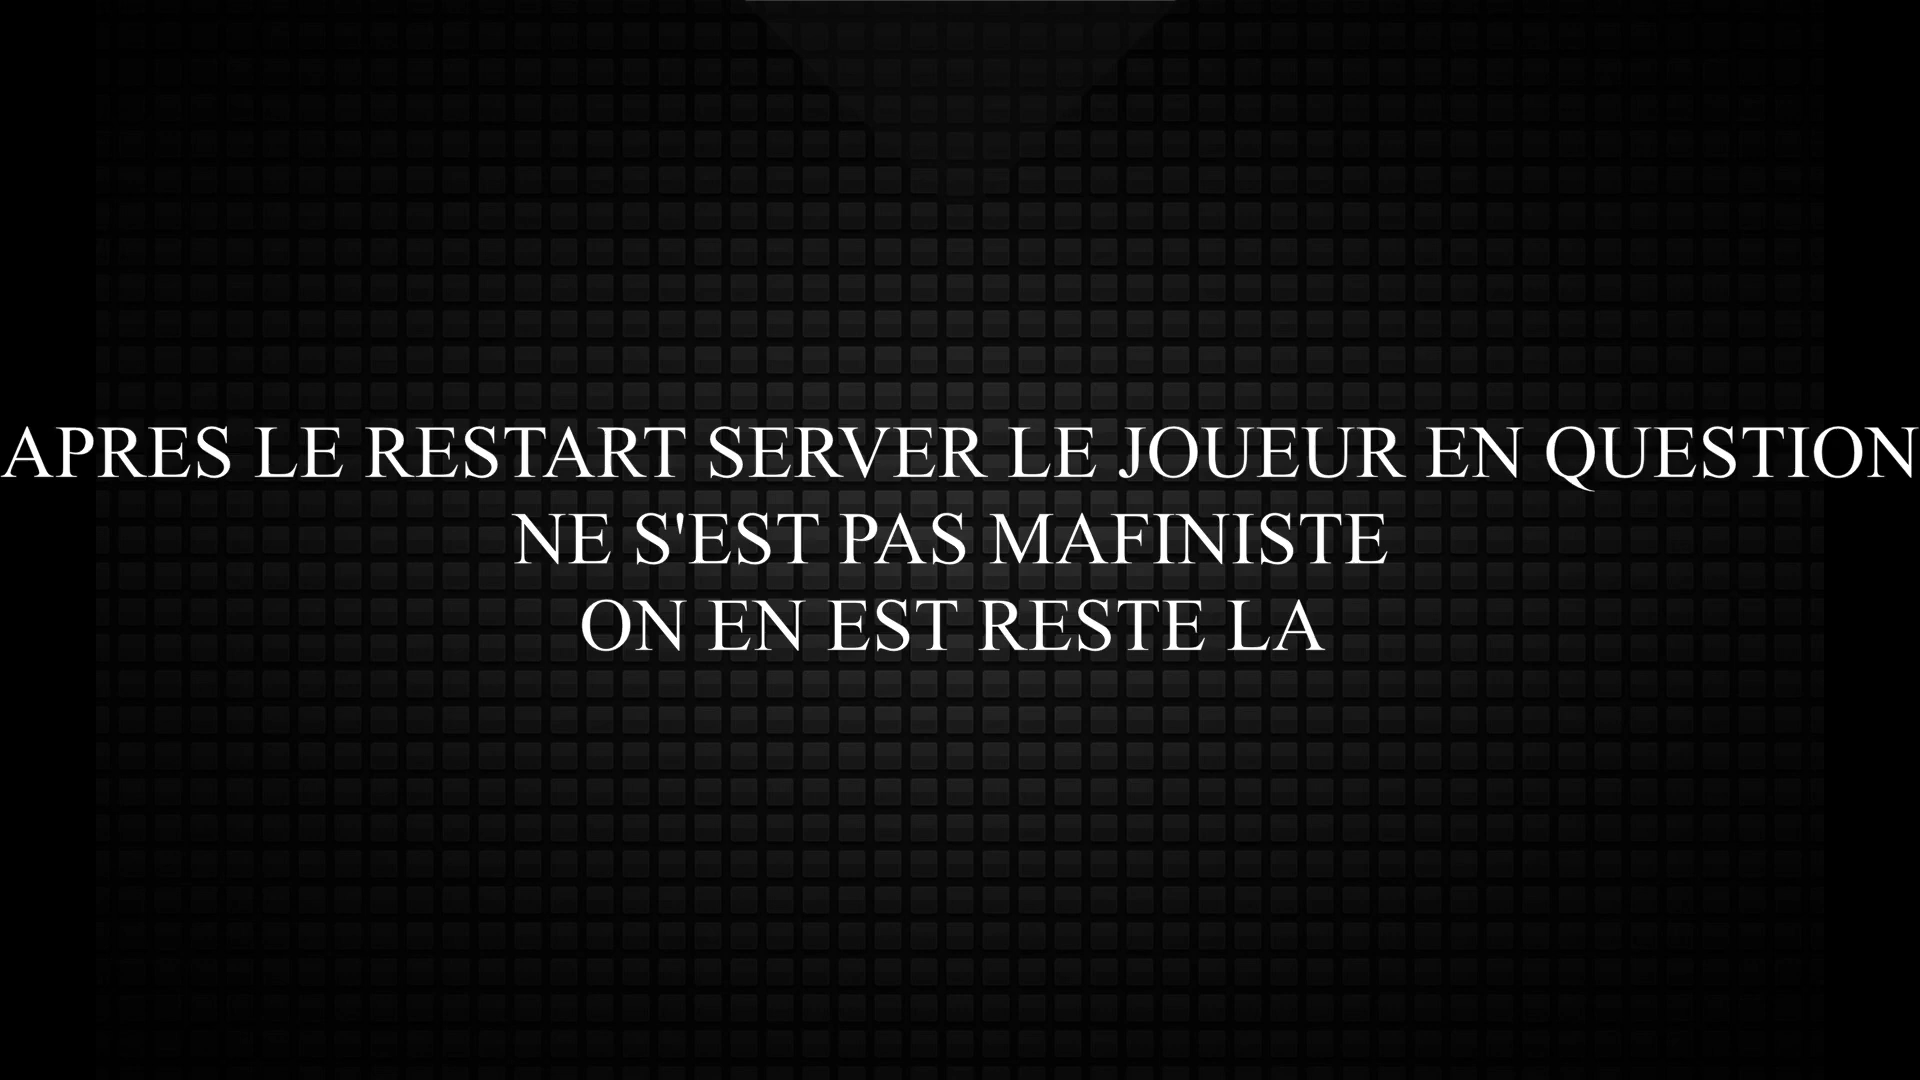 APRES LE RESTART SERVER LE JOUEUR EN QUESTION
NE S'EST PAS MAFINISTE
ON EN EST RESTE LA